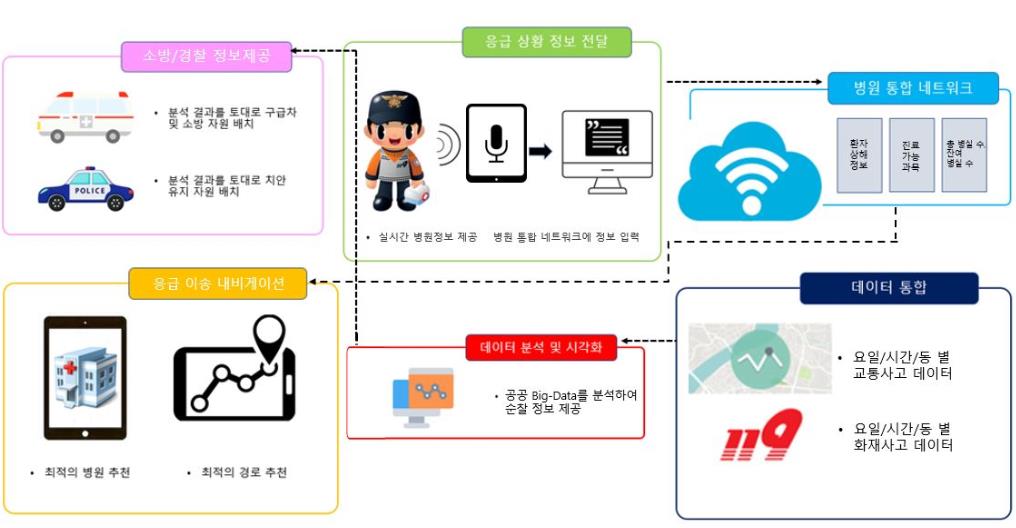 소방/경찰 정보제공
• 분석 결과를 토대로 구급차
및 소방 자원 배치
POLICE
• 분석 결과를 토대로 치안
유지 자원 배치
응급 상황 정보 전달
• 실시간 병원정보 제공
병원 통합 네트워크에 정보 입력
병원 통합 네트워크
환자
상해
정보
진료
가능
과목
총 병실 수,
잔여
병실 수
응급 이송 내비게이션
• 최적의 병원 추천
• 최적의 경로 추천
데이터 분석 및 시각화
• 공공 Big-Data를 분석하여
순찰 정보 제공
데이터 통합
• 요일/시간/동 별
교통사고 데이터
119
• 요일/시간/동 별
화재사고 데이터